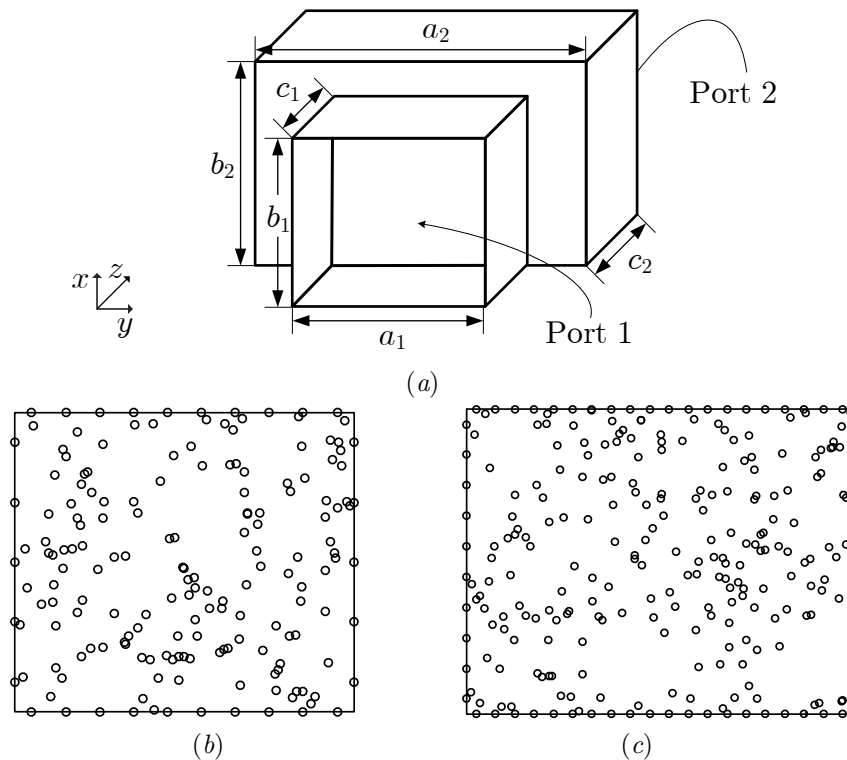 a₂
c₁
Port 2
b₂
b₁
c₂
x z
y
a₁
Port 1
(a)
(b) (c)